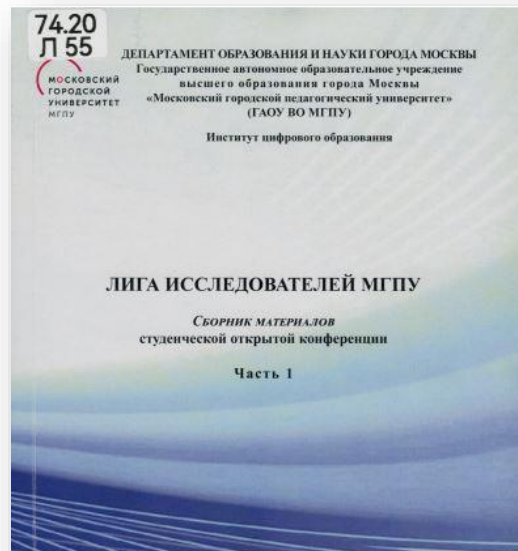 74.20
Л 55
МОСКОВСКИЙ
ГОРОДСКОЙ
УНИВЕРСИТЕТ
МГПУ
ДЕПАРТАМЕНТ ОБРАЗОВАНИЯ И НАУКИ ГОРОДА МОСКВЫ
Государственное автономное образовательное учреждение
высшего образования города Москвы
«Московский городской педагогический университет»
(ГАОУ ВО МГПУ)
Институт цифрового образования
ЛИГА ИССЛЕДОВАТЕЛЕЙ МГПУ
СБОРНИК МАТЕРИАЛОВ
студенческой открытой конференции
Часть 1